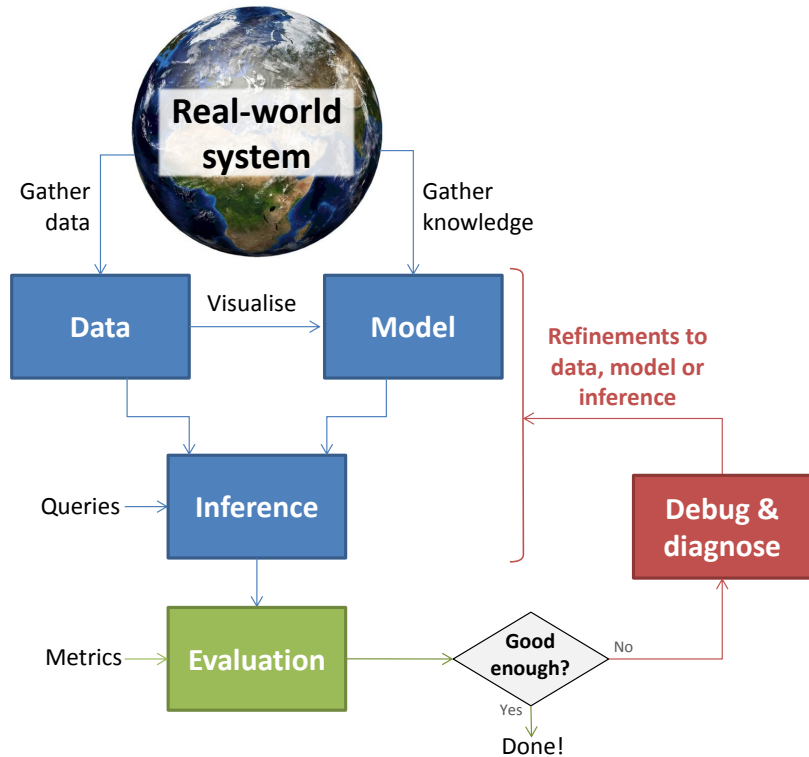 Real-world
system
Gather
data
Gather
knowledge
Data
Visualise
Model
Refinements to
data, model or
inference
Queries
Inference
Debug &
diagnose
Metrics
Evaluation
Good
enough?
No
Yes
Done!